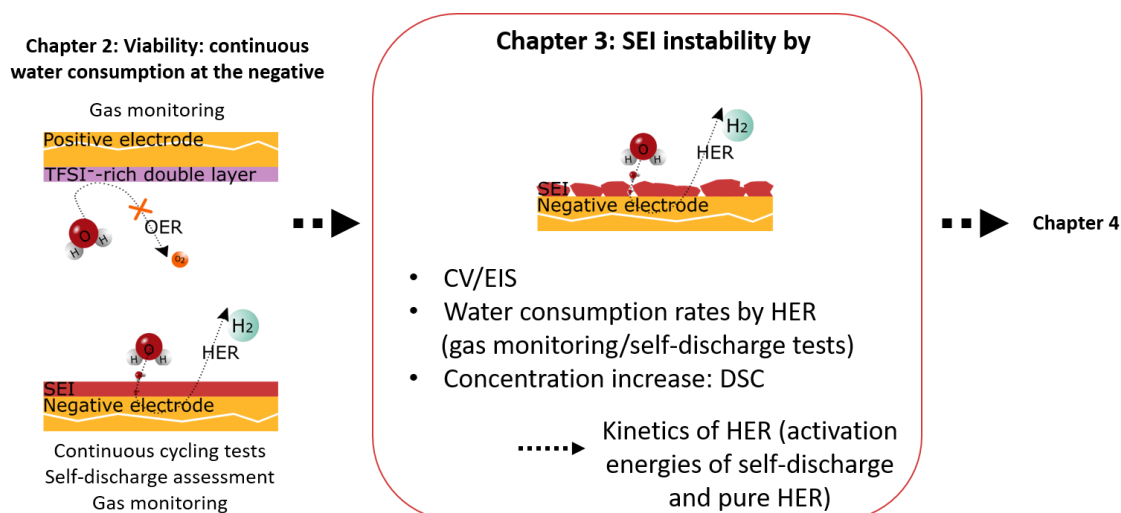 Chapter 2: Viability: continuous
water consumption at the negative
Gas monitoring
Positive electrode
TFSI⁻-rich double layer
OER
O
H
H
O₂
H₂
HER
O
H
H
SEI
Negative electrode
Continuous cycling tests
Self-discharge assessment
Gas monitoring
Chapter 3: SEI instability by
H₂
HER
O
H
H
SEI
Negative electrode
• CV/EIS
• Water consumption rates by HER
(gas monitoring/self-discharge tests)
• Concentration increase: DSC
Kinetics of HER (activation
energies of self-discharge
and pure HER)
Chapter 4